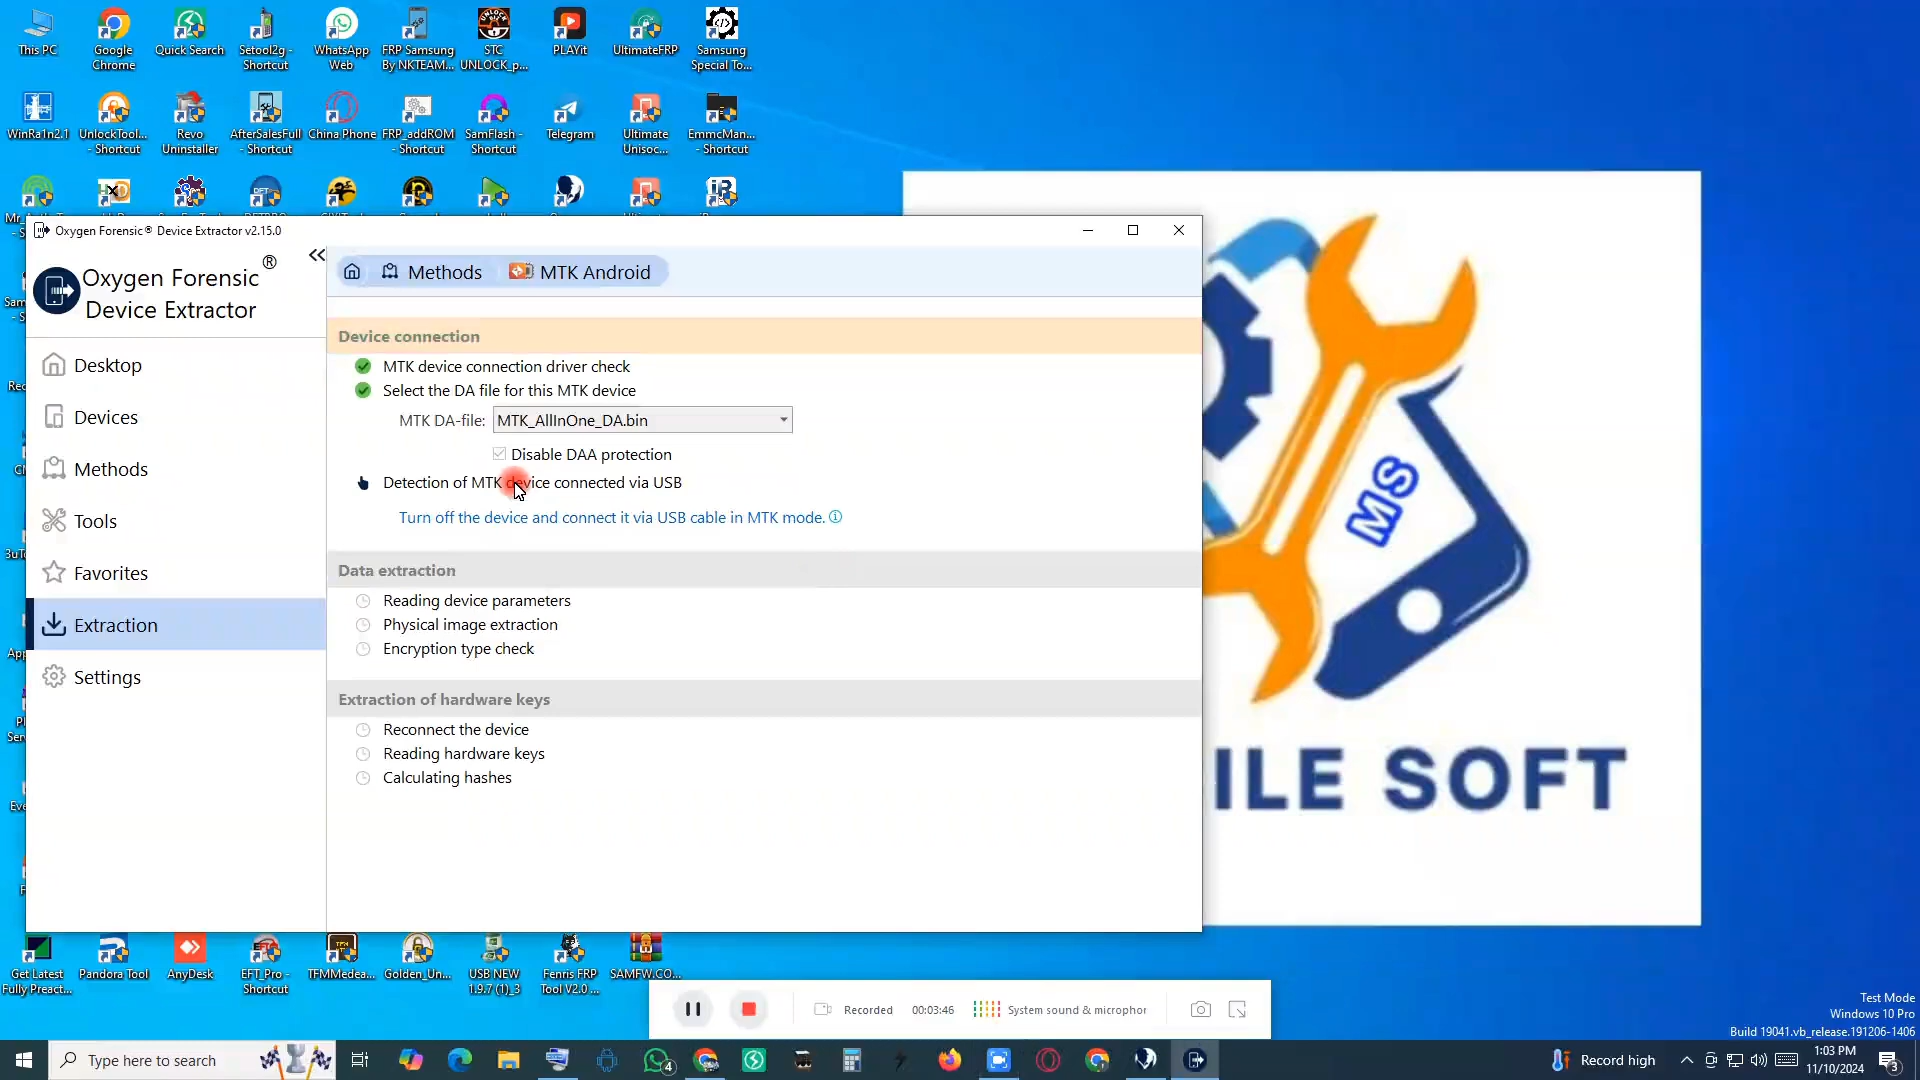 This PC
Google
Chrome
Quick Search
Setool2g -
Shortcut
WhatsApp
Web
FRP Samsung
By NKTEAM...
STC
UNLOCK_p...
PLAYit
UltimateFRP
Samsung
Special To...
WinRa1n2.1
UnlockTool...
- Shortcut
Revo
Uninstaller
AfterSalesFull
- Shortcut
China Phone
FRP_addROM
- Shortcut
SamFlash -
Shortcut
Telegram
Ultimate
Unisoc...
EmmcMan...
- Shortcut
Oxygen Forensic® Device Extractor v2.15.0
Oxygen Forensic ®
Device Extractor
Desktop
Devices
Methods
Tools
Favorites
Extraction
Settings
Methods
MTK Android
Device connection
MTK device connection driver check
Select the DA file for this MTK device
MTK DA-file:
MTK_AllInOne_DA.bin
Disable DAA protection
Detection of MTK device connected via USB
Turn off the device and connect it via USB cable in MTK mode.
Data extraction
Reading device parameters
Physical image extraction
Encryption type check
Extraction of hardware keys
Reconnect the device
Reading hardware keys
Calculating hashes
MS
ILE SOFT
Get Latest
Fully Preact...
Pandora Tool
AnyDesk
EFT_Pro -
Shortcut
TFMMedea...
Golden_Un...
USB NEW
1.9.7 (1)_3
Fenris FRP
Tool V2.0 ...
SAMFW.CO...
Recorded
00:03:46
System sound & microphor
Test Mode
Windows 10 Pro
Build 19041.vb_release.191206-1406
Type here to search
4
Record high
1:03 PM
11/10/2024
3